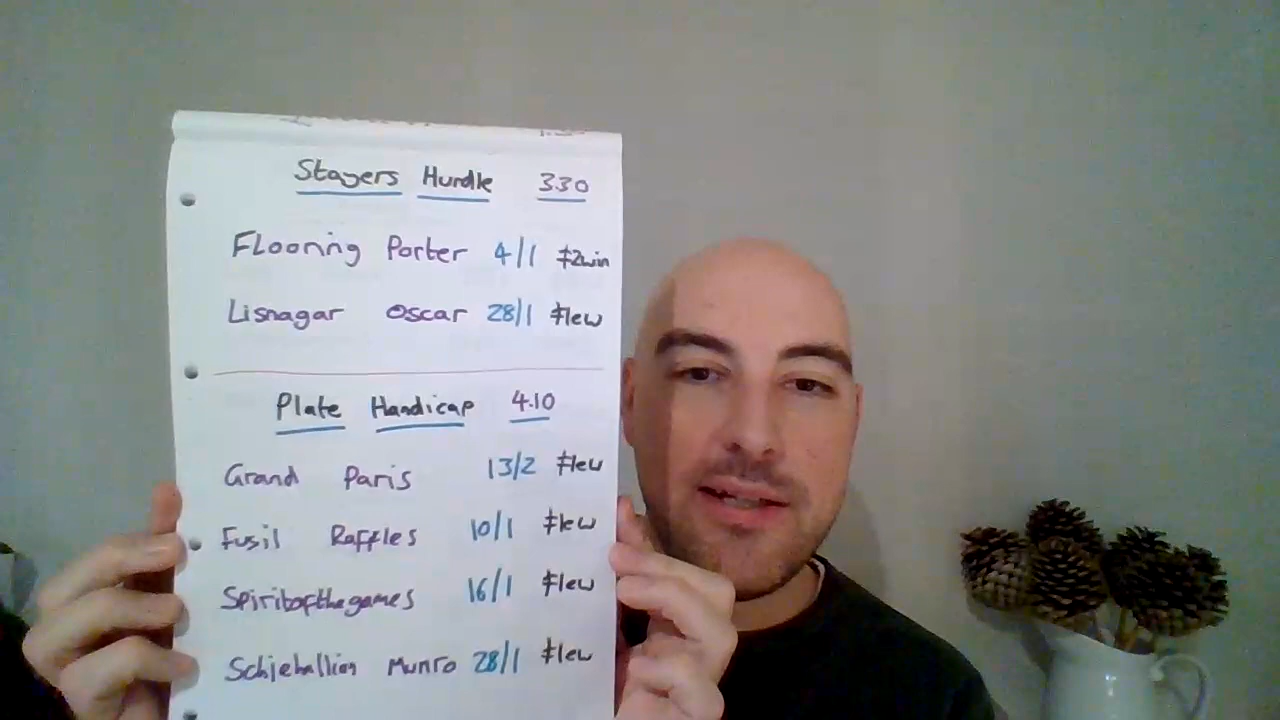 Stayers Hurdle 3.30
Flooring Porter 4/1 £2win
Lisnagar Oscar 28/1 £1ew
Plate Handicap 4.10
Grand Paris 13/2 £1ew
Fusil Raffles 10/1 £1ew
Spiritofthegames 16/1 £1ew
Schiehallion Munro 28/1 £1ew